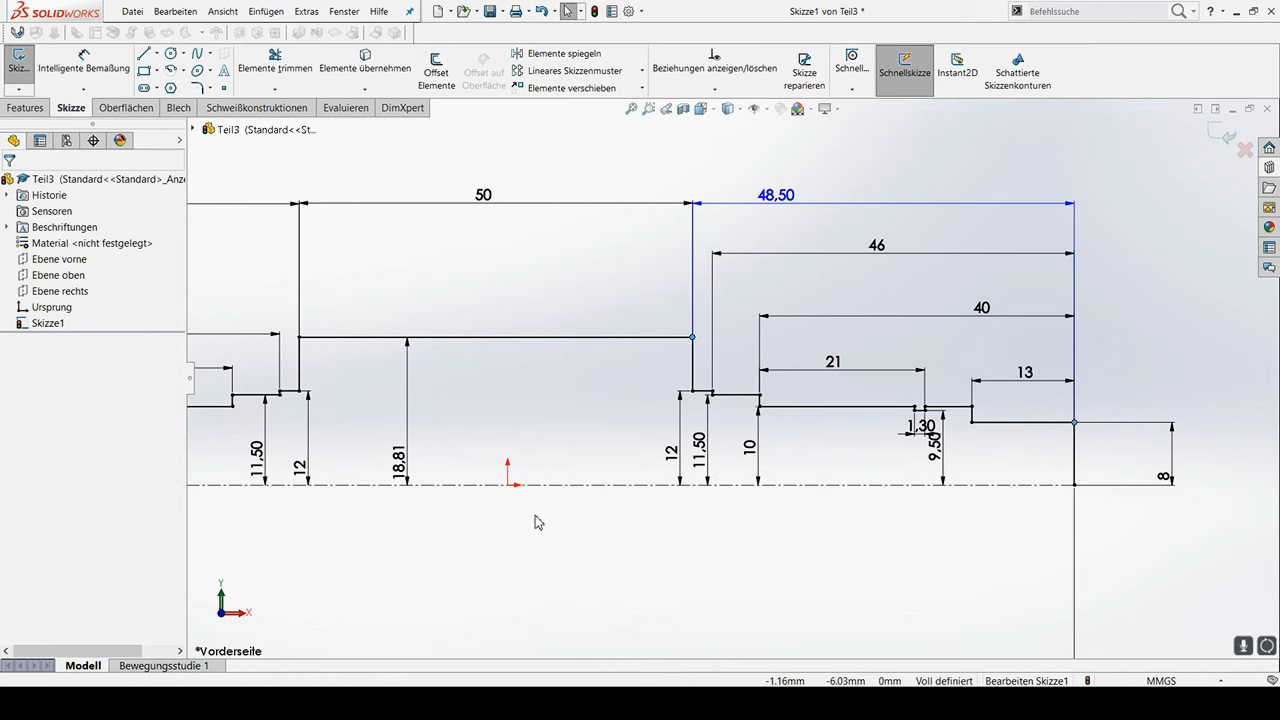 SOLIDWORKS
Datei Bearbeiten Ansicht Einfügen Extras Fenster Hilfe
Skizze1 von Teil3 *
Befehlssuche
?
Skiz...
Intelligente Bemaßung
Elemente trimmen
Elemente übernehmen
Offset
Elemente
Offset auf
Oberfläche
Elemente spiegeln
Lineares Skizzenmuster
Elemente verschieben
Beziehungen anzeigen/löschen
Skizze
reparieren
Schnell...
Schnellskizze
Instant2D
Schattierte
Skizzenkonturen
Features Skizze Oberflächen Blech Schweißkonstruktionen Evaluieren DimXpert
Teil3 (Standard<<St...
Teil3 (Standard<<Standard>_Anze
Historie
Sensoren
Beschriftungen
Material <nicht festgelegt>
Ebene vorne
Ebene oben
Ebene rechts
Ursprung
Skizze1
50
48,50
46
40
21
13
1,30
11,50
12
18,81
12
11,50
10
9,50
8
Y
X
*Vorderseite
Modell Bewegungsstudie 1
-1.16mm -6.03mm 0mm Voll definiert Bearbeiten Skizze1 MMGS